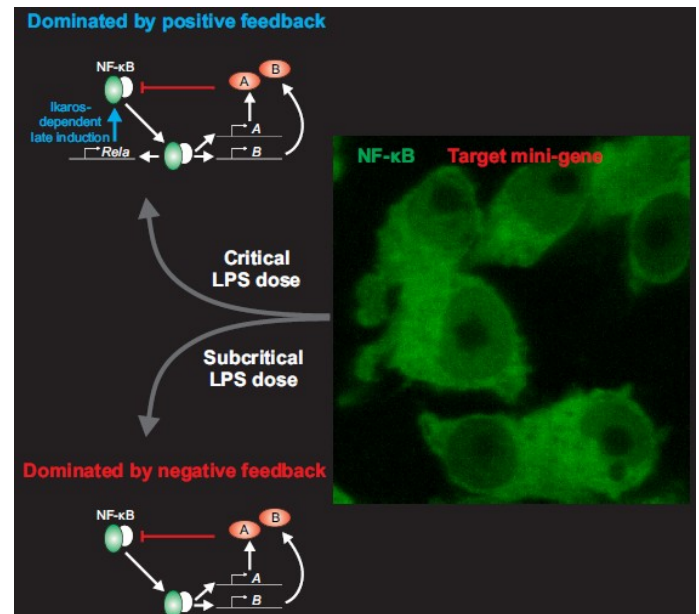 Dominated by positive feedback
NF-κB
A
B
Ikaros-
dependent
late induction
A
Rela
B
NF-κB
Target mini-gene
Critical
LPS dose
Subcritical
LPS dose
Dominated by negative feedback
NF-κB
A
B
A
B